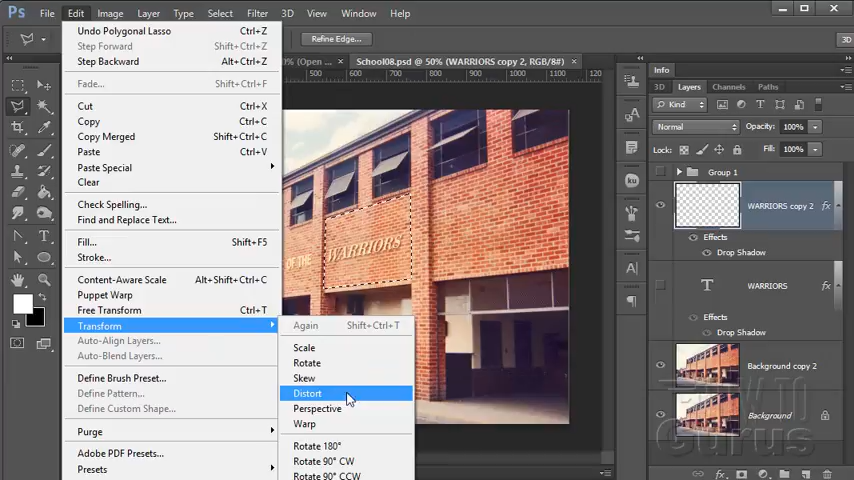 Ps File Edit Image Layer Type Select Filter 3D View Window Help
Refine Edge...
3D
School08.psd @ 50% (WARRIORS copy 2, RGB/8#) ×
500 600 700 800 900 1000 1100 120
Undo Polygonal Lasso Ctrl+Z
Step Forward Shift+Ctrl+Z
Step Backward Alt+Ctrl+Z
Fade... Shift+Ctrl+F
Cut Ctrl+X
Copy Ctrl+C
Copy Merged Shift+Ctrl+C
Paste Ctrl+V
Paste Special
Clear
Check Spelling...
Find and Replace Text...
Fill... Shift+F5
Stroke...
Content-Aware Scale Alt+Shift+Ctrl+C
Puppet Warp
Free Transform Ctrl+T
Transform
Auto-Align Layers...
Auto-Blend Layers...
Define Brush Preset...
Define Pattern...
Define Custom Shape...
Purge
Adobe PDF Presets...
Presets
Again Shift+Ctrl+T
Scale
Rotate
Skew
Distort
Perspective
Warp
Rotate 180°
Rotate 90° CW
Rotate 90° CCW
OF THE WARRIORS
Info
3D Layers Channels Paths
Kind
Normal Opacity: 100%
Lock: Fill: 100%
Group 1
WARRIORS copy 2 fx
Effects
Drop Shadow
T WARRIORS fx
Effects
Drop Shadow
Background copy 2
Background
Gurus